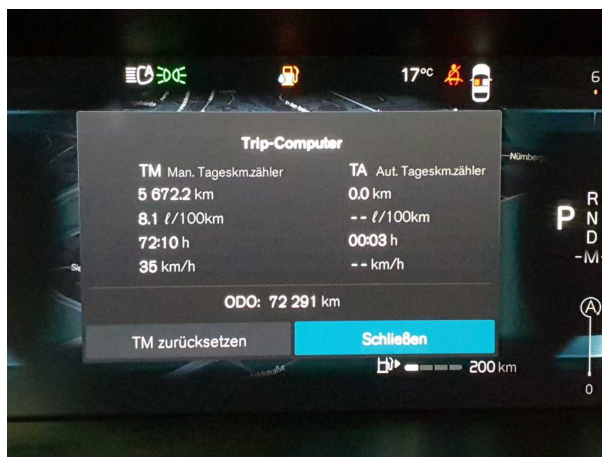 17°C
6
Trip-Computer
TM Man. Tageskm.zähler
TA Aut. Tageskm.zähler
5 672.2 km
0.0 km
8.1 ℓ/100km
-- ℓ/100km
72:10 h
00:03 h
35 km/h
-- km/h
ODO: 72 291 km
TM zurücksetzen
Schließen
200 km
R
P N
D
-M-
A
0